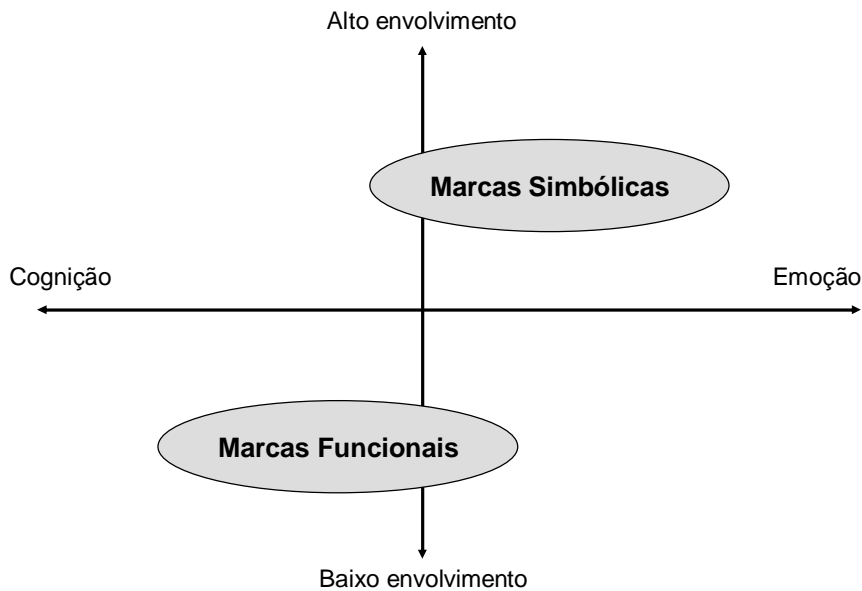 Alto envolvimento
Marcas Simbólicas
Cognição
Emoção
Marcas Funcionais
Baixo envolvimento